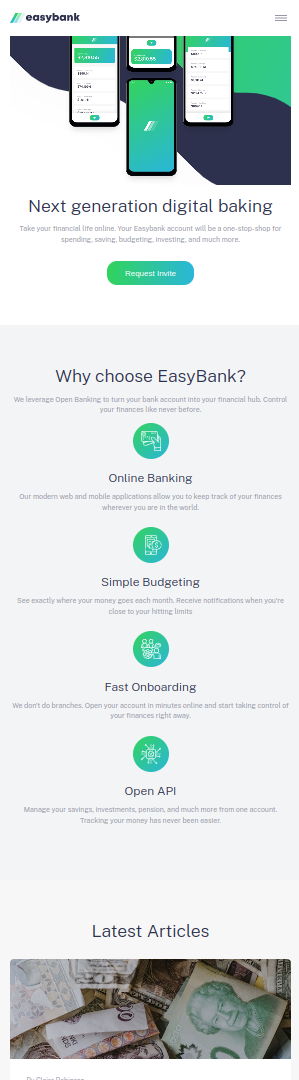 easybank
Next generation digital baking
Take your financial life online. Your Easybank account will be a one-stop-shop for
spending, saving, budgeting, investing, and much more.
Request Invite
Why choose EasyBank?
We leverage Open Banking to turn your bank account into your financial hub. Control
your finances like never before.
Online Banking
Our modern web and mobile applications allow you to keep track of your finances
wherever you are in the world.
Simple Budgeting
See exactly where your money goes each month. Receive notifications when you're
close to your hitting limits
Fast Onboarding
We don't do branches. Open your account in minutes online and start taking control of
your finances right away.
Open API
Manage your savings, investments, pension, and much more from one account.
Tracking your money has never been easier.
Latest Articles